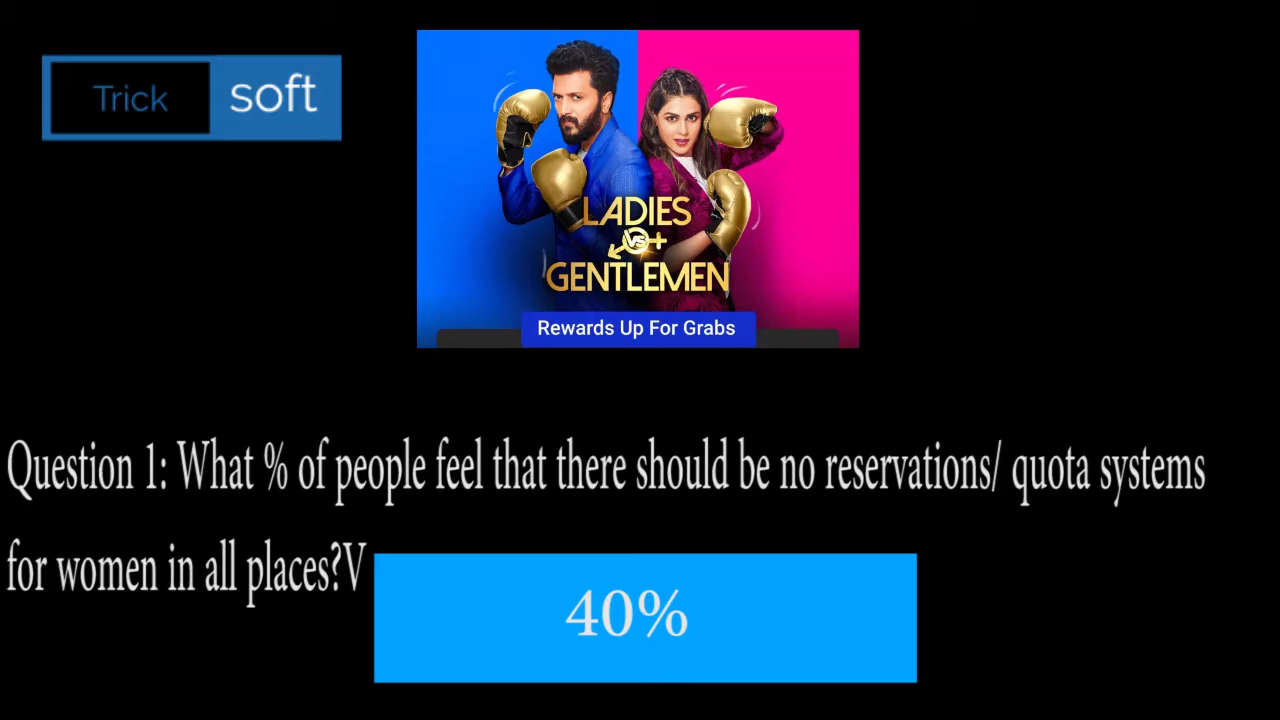 Trick soft
LADIES
VS
GENTLEMEN
Rewards Up For Grabs
Question 1: What % of people feel that there should be no reservations/ quota systems
for women in all places?V
40%